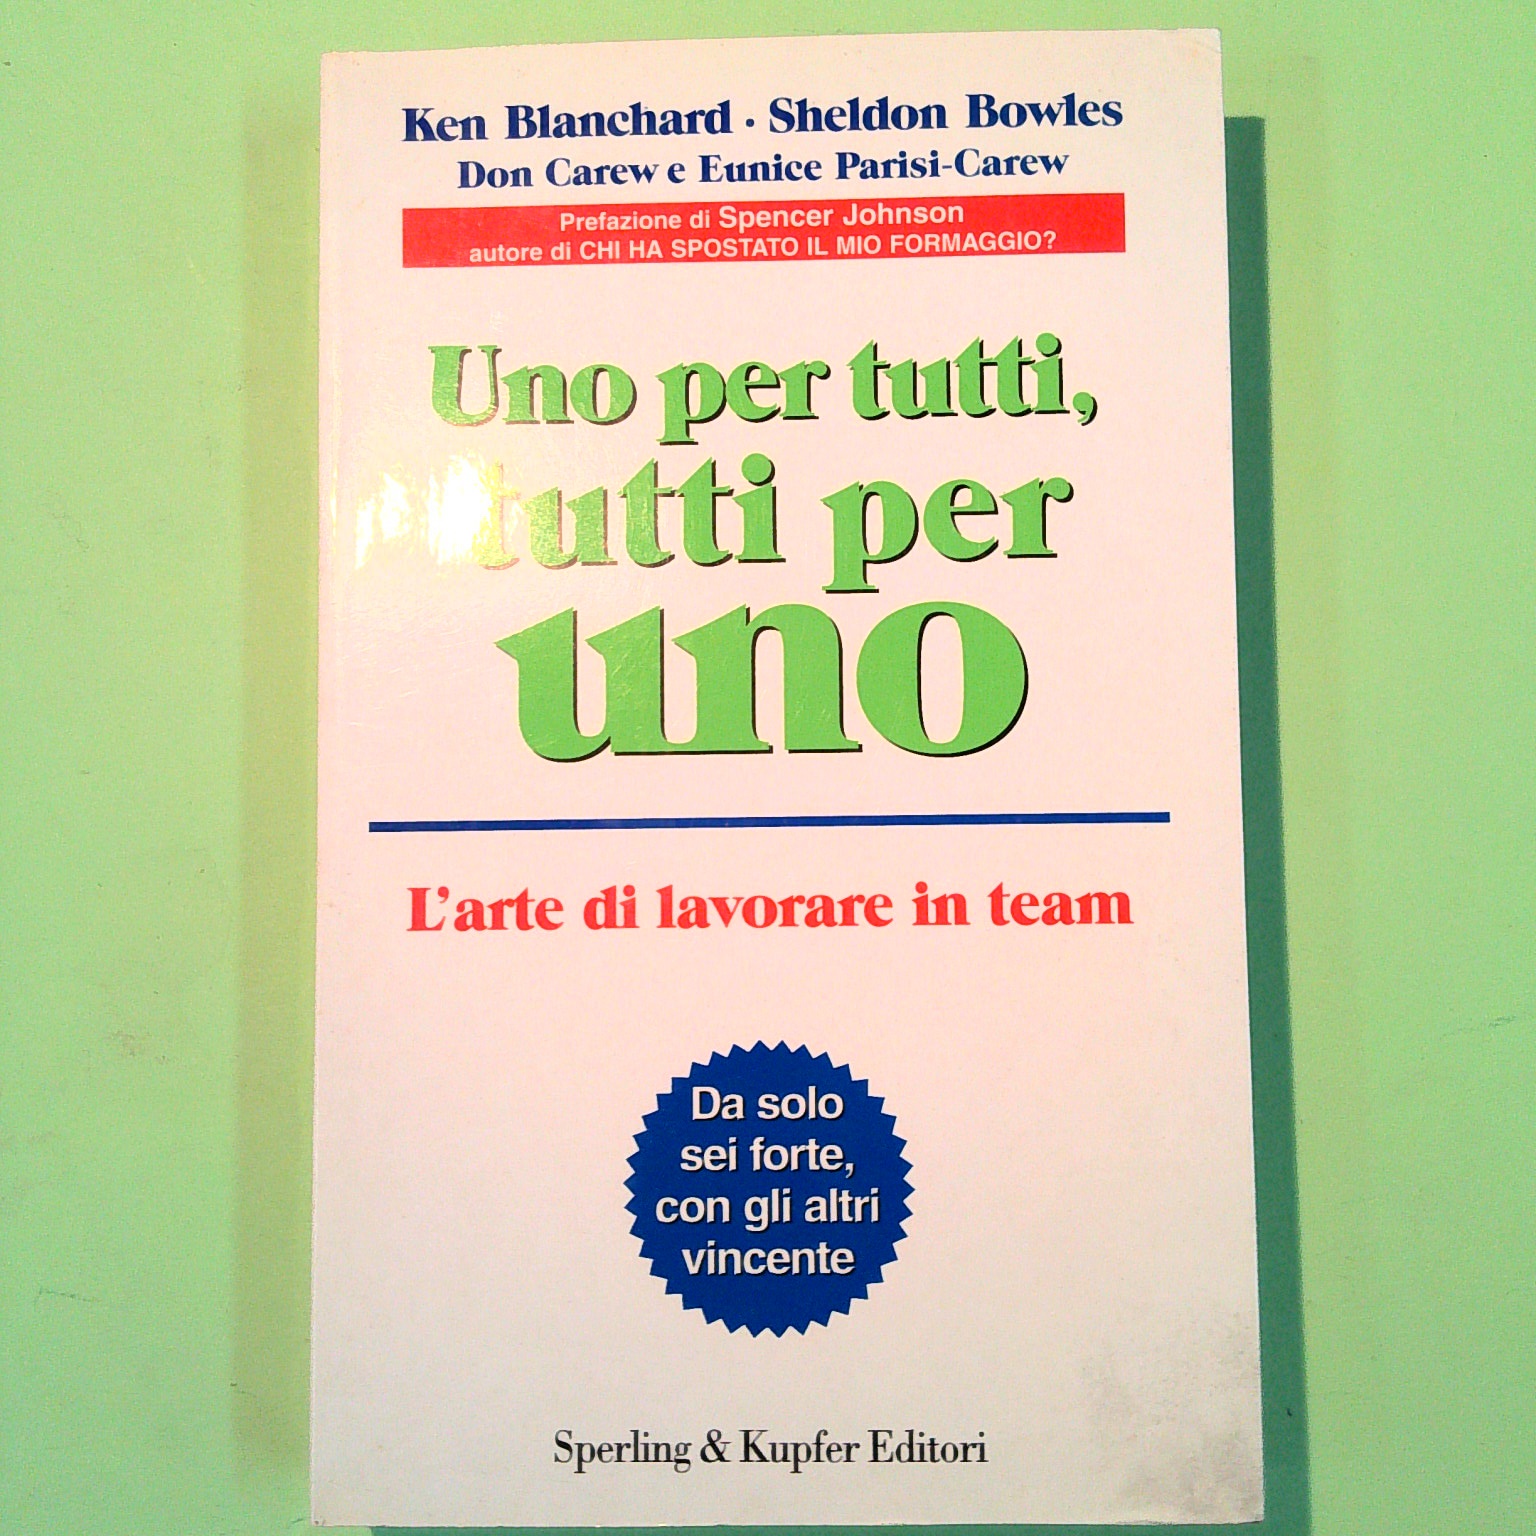 Ken Blanchard · Sheldon Bowles
Don Carew e Eunice Parisi-Carew
Prefazione di Spencer Johnson
autore di CHI HA SPOSTATO IL MIO FORMAGGIO?
Uno per tutti,
tutti per
uno
L'arte di lavorare in team
Da solo
sei forte,
con gli altri
vincente
Sperling & Kupfer Editori